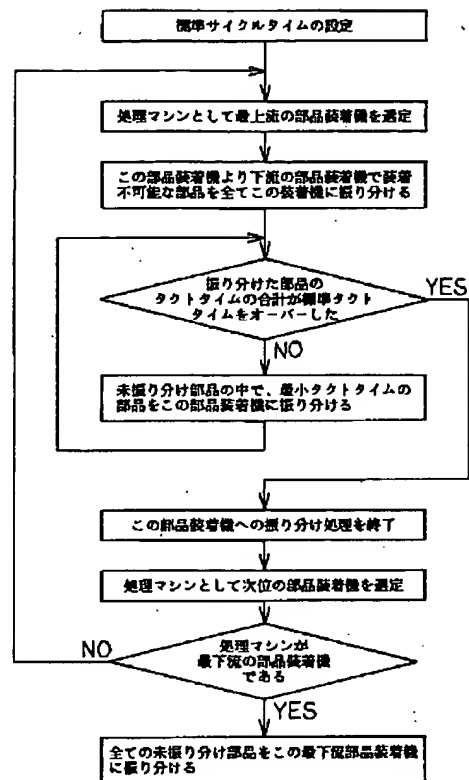 標準サイクルタイムの設定
処理マシンとして最上流の部品装着機を選定
この部品装着機より下流の部品装着機で装着
不可能な部品を全てこの装着機に振り分ける
振り分けた部品の
タクトタイムの合計が標準タクト
タイムをオーバーした
YES
NO
未振り分け部品の中で、最小タクトタイムの
部品をこの部品装着機に振り分ける
この部品装着機への振り分け処理を終了
処理マシンとして次位の部品装着機を選定
処理マシンが
最下流の部品装着機
である
NO
YES
全ての未振り分け部品をこの最下流部品装着機
に振り分ける